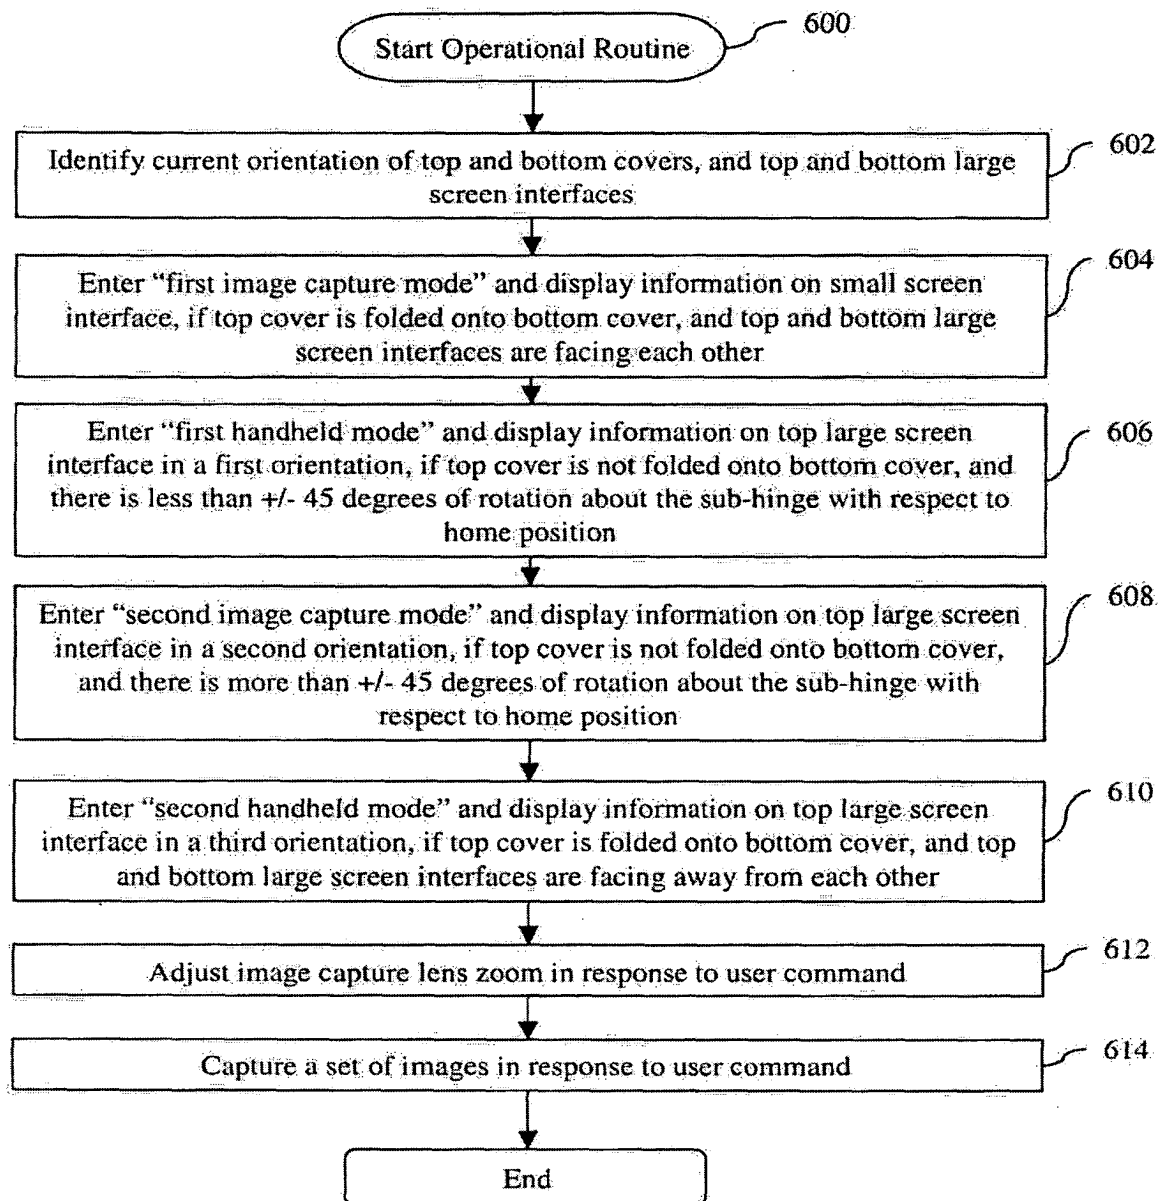 Start Operational Routine
600
Identify current orientation of top and bottom covers, and top and bottom large
screen interfaces
602
Enter “first image capture mode” and display information on small screen
interface, if top cover is folded onto bottom cover, and top and bottom large
screen interfaces are facing each other
604
Enter “first handheld mode” and display information on top large screen
interface in a first orientation, if top cover is not folded onto bottom cover, and
there is less than +/- 45 degrees of rotation about the sub-hinge with respect to
home position
606
Enter “second image capture mode” and display information on top large screen
interface in a second orientation, if top cover is not folded onto bottom cover,
and there is more than +/- 45 degrees of rotation about the sub-hinge with
respect to home position
608
Enter “second handheld mode” and display information on top large screen
interface in a third orientation, if top cover is folded onto bottom cover, and top
and bottom large screen interfaces are facing away from each other
610
Adjust image capture lens zoom in response to user command
612
Capture a set of images in response to user command
614
End